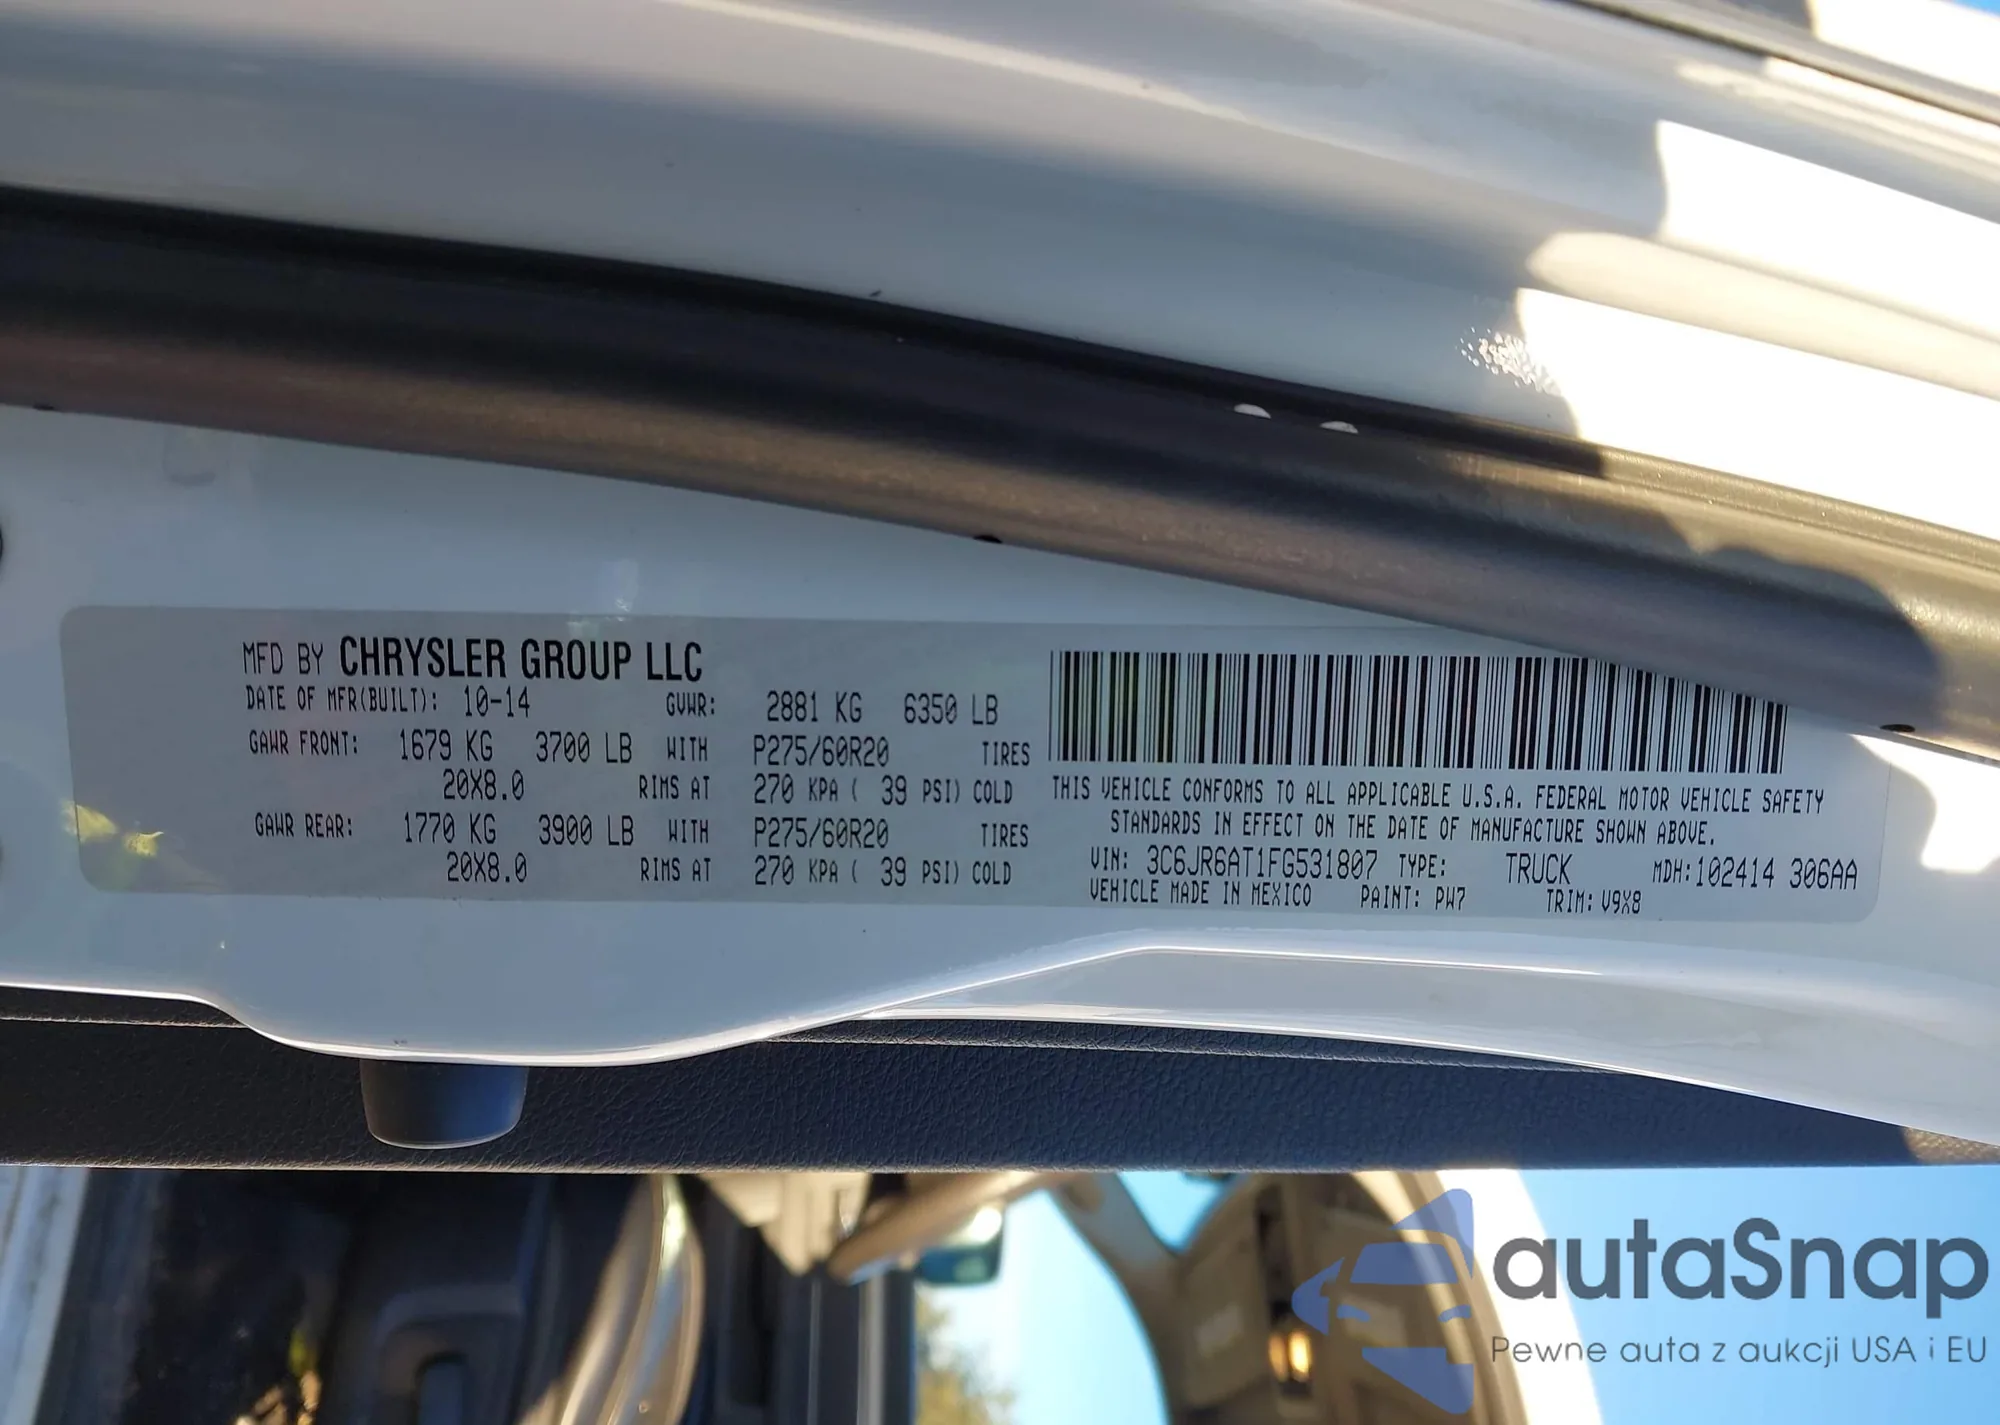 MFD BY CHRYSLER GROUP LLC
DATE OF MFR(BUILT): 10-14 GVWR: 2881 KG 6350 LB
GAWR FRONT: 1679 KG 3700 LB WITH P275/60R20 TIRES
20X8.0 RIMS AT 270 KPA ( 39 PSI) COLD
GAWR REAR: 1770 KG 3900 LB WITH P275/60R20 TIRES
20X8.0 RIMS AT 270 KPA ( 39 PSI) COLD
THIS VEHICLE CONFORMS TO ALL APPLICABLE U.S.A. FEDERAL MOTOR VEHICLE SAFETY
STANDARDS IN EFFECT ON THE DATE OF MANUFACTURE SHOWN ABOVE.
VIN: 3C6JR6AT1FG531807 TYPE: TRUCK MDH:102414 306AA
VEHICLE MADE IN MEXICO PAINT: PW7 TRIM: V9X8
autaSnap
Pewne auta z aukcji USA i EU